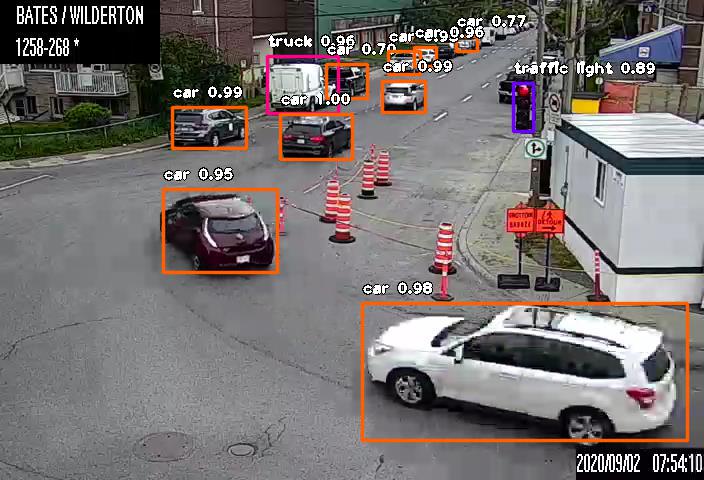 BATES / WILDERTON
1258-268 *
car 0.77
car 0.96
truck 0.96
car 0.70
car 0.99
traffic light 0.89
car 0.99
car 1.00
car 0.95
DETOUR
car 0.98
2020/09/02 07:54:10